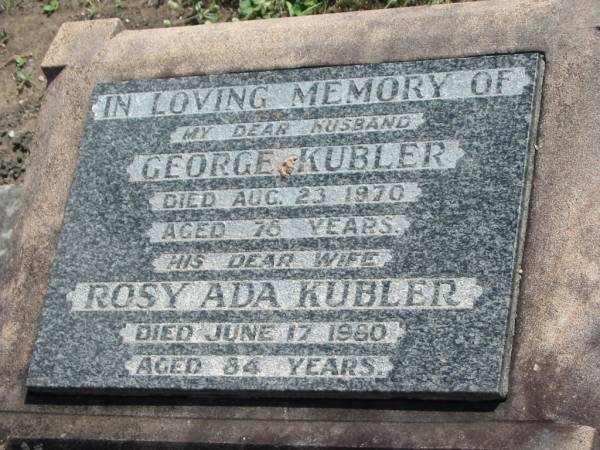 IN LOVING MEMORY OF
MY DEAR HUSBAND
GEORGE KUBLER
DIED AUG. 23 1970
AGED 78 YEARS.
HIS DEAR WIFE
ROSY ADA KUBLER
DIED JUNE 17 1980
AGED 84 YEARS.